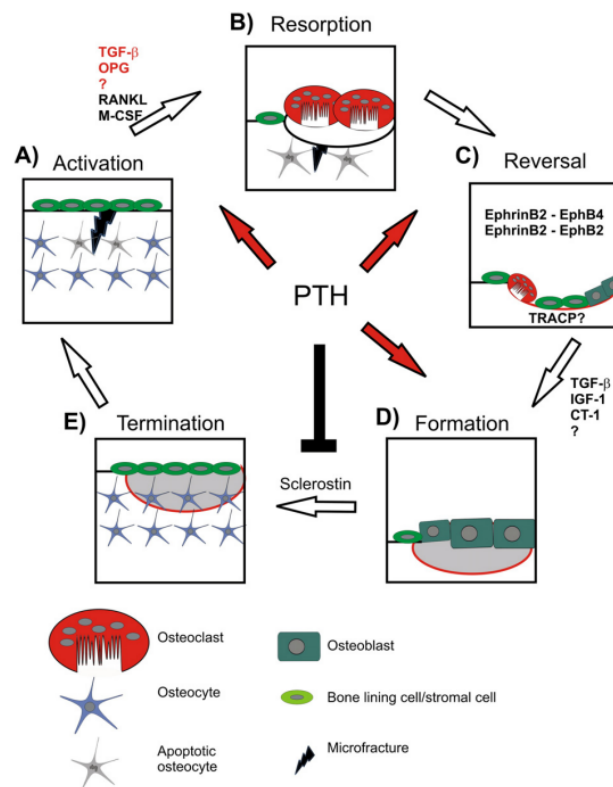 B) Resorption
TGF-β
OPG
?
RANKL
M-CSF
A) Activation
C) Reversal
EphrinB2 - EphB4
EphrinB2 - EphB2
TRACP?
PTH
TGF-β
IGF-1
CT-1
?
E) Termination
D) Formation
Sclerostin
Osteoclast
Osteoblast
Osteocyte
Bone lining cell/stromal cell
Apoptotic
osteocyte
Microfracture